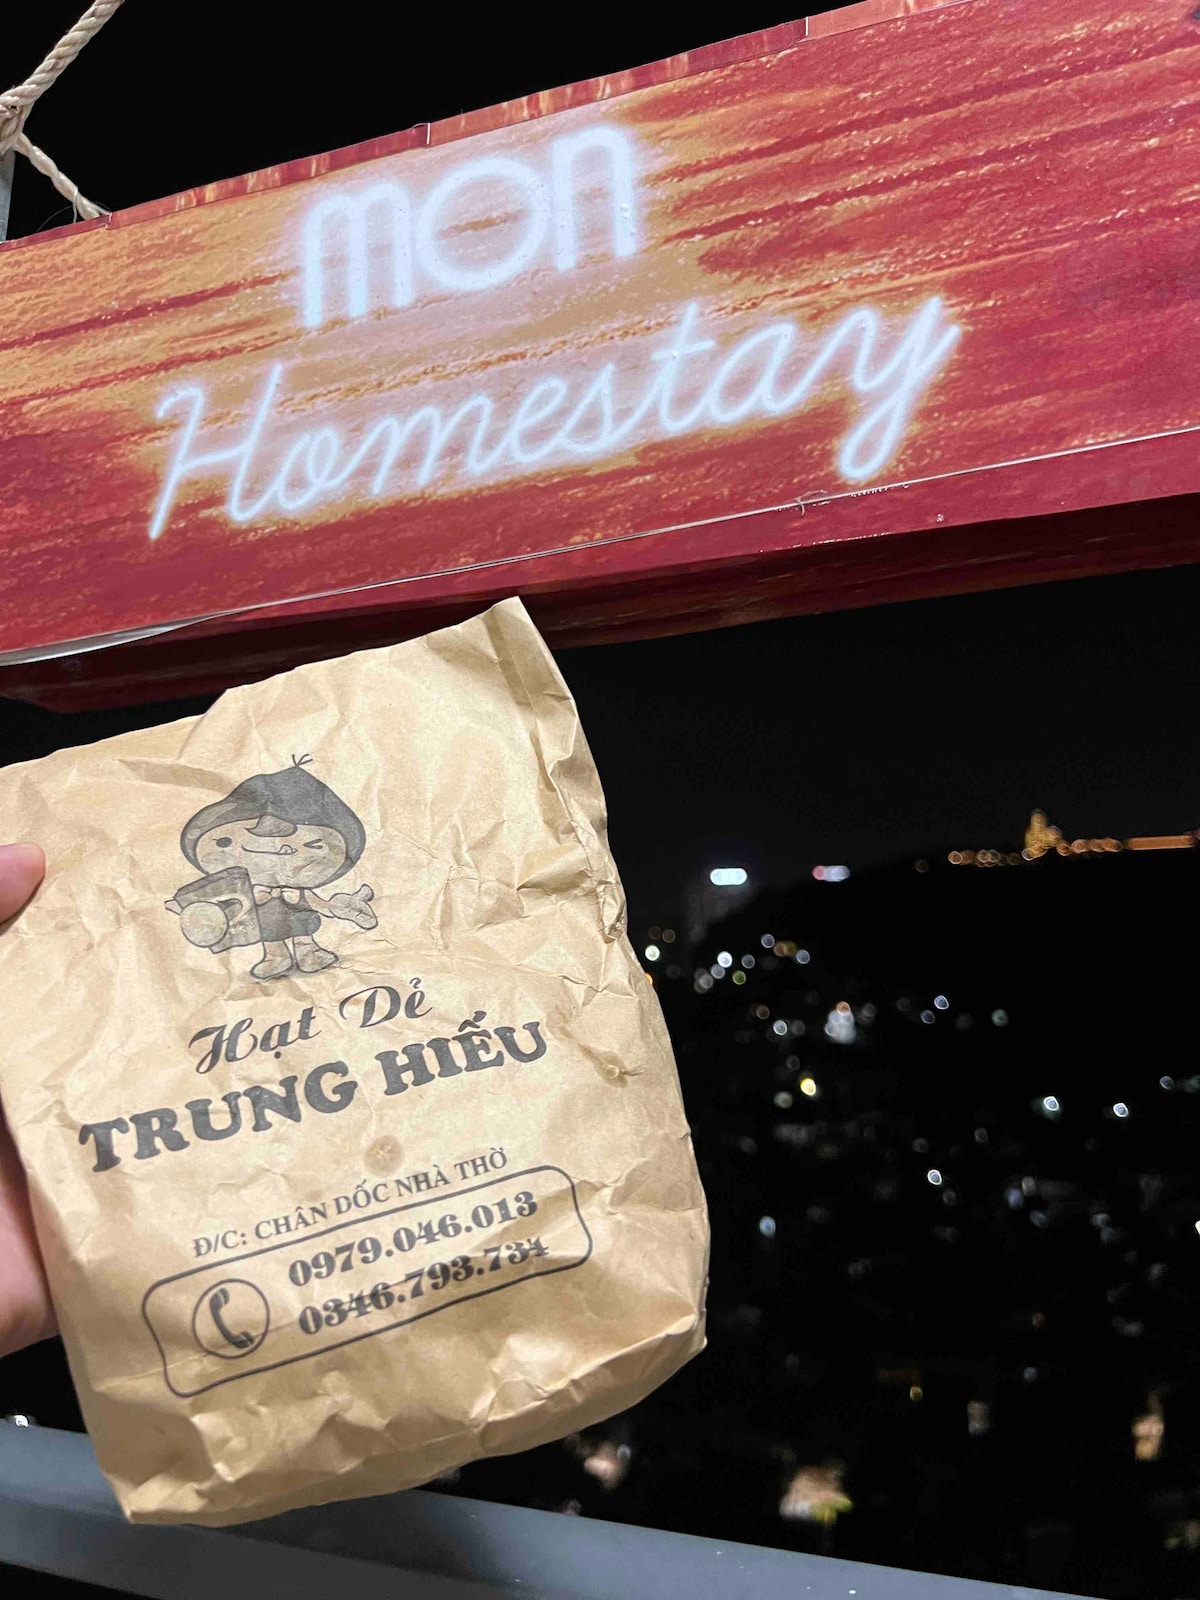 mon
Homestay
Hạt Dẻ
TRUNG HIẾU
Đ/C: CHÂN DỐC NHÀ THỜ
0979.046.013
0346.793.734